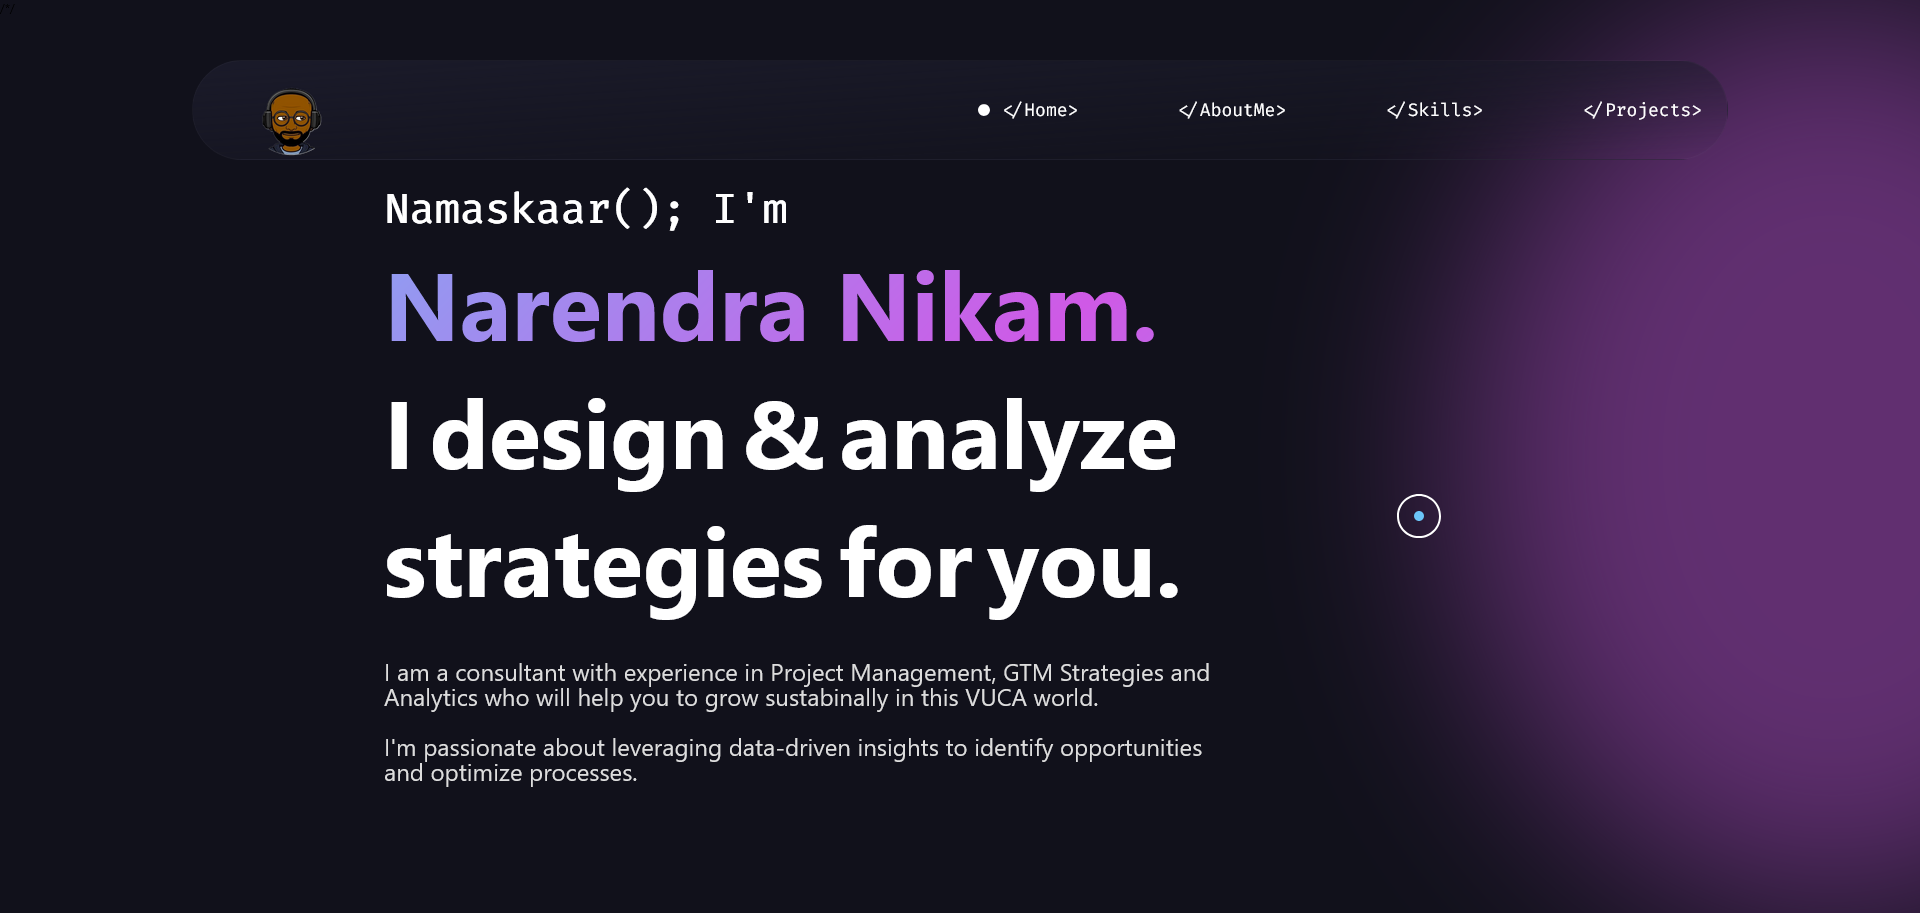 /*/
</Home> </AboutMe> </Skills> </Projects>
Namaskaar(); I'm
Narendra Nikam.
I design & analyze
strategies for you.
I am a consultant with experience in Project Management, GTM Strategies and
Analytics who will help you to grow sustabinally in this VUCA world.
I'm passionate about leveraging data-driven insights to identify opportunities
and optimize processes.